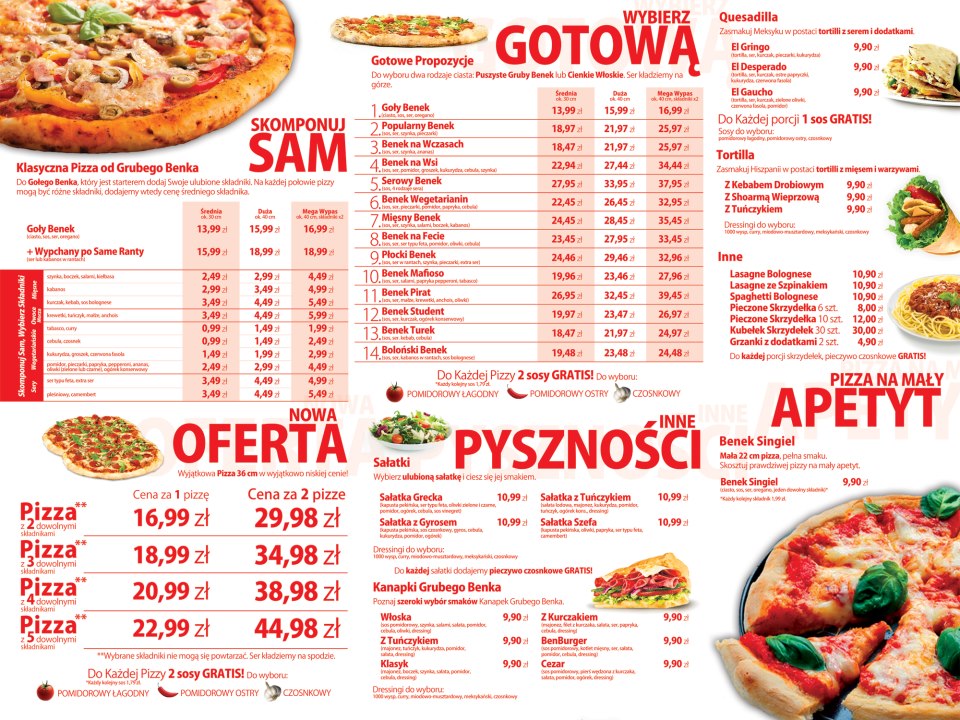 SKOMPONUJ
SAM
Klasyczna Pizza od Grubego Benka
Do Gołego Benka, który jest starterem dodaj Swoje ulubione składniki. Na każdej połowie pizzy
mogą być różne składniki, dodajemy wtedy cenę średniego składnika.
Średnia Duża Mega Wypas
ok. 30 cm ok. 40 cm ok. 40 cm, składniki x2
Goły Benek 13,99 zł 15,99 zł 16,99 zł
(ciasto, sos, ser, oregano)
+ Wypchany po Same Ranty 15,99 zł 18,99 zł 18,99 zł
(ser lub kabanos w rantach)
Skomponuj Sam, Wybierz Składniki
Mięsne
szynka, boczek, salami, kiełbasa 2,49 zł 2,99 zł 4,49 zł
kabanos 2,99 zł 3,49 zł 4,99 zł
kurczak, kebab, sos bolognese 3,49 zł 4,49 zł 5,49 zł
Owoce Morza
krewetki, tuńczyk, małże, anchois 3,49 zł 4,49 zł 5,99 zł
Wegetariańskie
tabasco, curry 0,99 zł 1,49 zł 1,99 zł
cebula, czosnek 0,99 zł 1,49 zł 2,49 zł
kukurydza, groszek, czerwona fasola 1,49 zł 1,99 zł 2,99 zł
pomidor, pieczarki, papryka, pepperoni, ananas, 2,49 zł 2,99 zł 4,49 zł
oliwki (zielone lub czarne), ogórek konserwowy
Sery
ser typu feta, extra ser 3,49 zł 4,49 zł 4,99 zł
pleśniowy, camembert 3,49 zł 4,49 zł 5,49 zł
WYBIERZ
GOTOWĄ
Gotowe Propozycje
Do wyboru dwa rodzaje ciasta: Puszyste Gruby Benek lub Cienkie Włoskie. Ser kładziemy na
górze.
Średnia Duża Mega Wypas
ok. 30 cm ok. 40 cm ok. 40 cm, składniki x2
1. Goły Benek 13,99 zł 15,99 zł 16,99 zł
(ciasto, sos, ser, oregano)
2. Popularny Benek 18,97 zł 21,97 zł 25,97 zł
(sos, ser, szynka, pieczarki)
3. Benek na Wczasach 18,47 zł 21,47 zł 25,97 zł
(sos, ser, szynka, ananas)
4. Benek na Wsi 22,94 zł 27,44 zł 34,44 zł
(sos, ser, pomidor, groszek, kukurydza, cebula, szynka)
5. Serowy Benek 27,95 zł 33,95 zł 37,95 zł
(sos, 4 rodzaje sera)
6. Benek Wegetarianin 22,45 zł 26,45 zł 32,95 zł
(sos, ser, pieczarki, pomidor, papryka, cebula)
7. Mięsny Benek 24,45 zł 28,45 zł 35,45 zł
(sos, ser, szynka, salami, boczek, kabanos)
8. Benek na Fecie 23,45 zł 27,95 zł 33,45 zł
(sos, ser, ser typu feta, pomidor, oliwki, cebula)
9. Płocki Benek 24,46 zł 29,46 zł 32,96 zł
(sos, ser w rantach, szynka, pieczarki, extra ser)
10. Benek Mafioso 19,96 zł 23,46 zł 27,96 zł
(sos, ser, salami, papryka pepperoni, tabasco)
11. Benek Pirat 26,95 zł 32,45 zł 39,45 zł
(sos, ser, małże, krewetki, anchois, oliwki)
12. Benek Student 19,97 zł 23,47 zł 26,97 zł
(sos, ser, kurczak, ogórek konserwowy)
13. Benek Turek 18,47 zł 21,97 zł 24,97 zł
(sos, ser, kebab, cebula)
14. Boloński Benek 19,48 zł 23,48 zł 24,48 zł
(sos, ser, kabanos w rantach, sos bolognese)
Do Każdej Pizzy 2 sosy GRATIS! Do wyboru:
*Każdy kolejny sos 1,79 zł.
POMIDOROWY ŁAGODNY POMIDOROWY OSTRY CZOSNKOWY
Quesadilla
Zasmakuj Meksyku w postaci tortilli z serem i dodatkami.
El Gringo 9,90 zł
(tortilla, ser, kurczak, pieczarki, kukurydza)
El Desperado 9,90 zł
(tortilla, ser, kurczak, ostre papryczki,
kukurydza, czerwona fasola)
El Gaucho 9,90 zł
(tortilla, ser, kurczak, zielone oliwki,
czerwona fasola, pomidor)
Do Każdej porcji 1 sos GRATIS!
Sosy do wyboru:
pomidorowy łagodny, pomidorowy ostry, czosnkowy
Tortilla
Zasmakuj Hiszpanii w postaci tortilli z mięsem i warzywami.
Z Kebabem Drobiowym 9,90 zł
Z Shoarmą Wieprzową 9,90 zł
Z Tuńczykiem 9,90 zł
Dressingi do wyboru:
1000 wysp, curry, miodowo-musztardowy, meksykański, czosnkowy
Inne
Lasagne Bolognese 10,90 zł
Lasagne ze Szpinakiem 10,90 zł
Spaghetti Bolognese 10,90 zł
Pieczone Skrzydełka 6 szt. 8,00 zł
Pieczone Skrzydełka 10 szt. 12,00 zł
Kubełek Skrzydełek 30 szt. 30,00 zł
Grzanki z dodatkami 2 szt. 4,90 zł
Do każdej porcji skrzydełek, pieczywo czosnkowe GRATIS!
NOWA
OFERTA
Wyjątkowa Pizza 36 cm w wyjątkowo niskiej cenie!
Cena za 1 pizzę Cena za 2 pizze
Pizza** 16,99 zł 29,98 zł
z 2 dowolnymi
składnikami
Pizza** 18,99 zł 34,98 zł
z 3 dowolnymi
składnikami
Pizza** 20,99 zł 38,98 zł
z 4 dowolnymi
składnikami
Pizza** 22,99 zł 44,98 zł
z 5 dowolnymi
składnikami
**Wybrane składniki nie mogą się powtarzać. Ser kładziemy na spodzie.
Do Każdej Pizzy 2 sosy GRATIS! Do wyboru:
*Każdy kolejny sos 1,79 zł.
POMIDOROWY ŁAGODNY POMIDOROWY OSTRY CZOSNKOWY
INNE
PYSZNOŚCI
Sałatki
Wybierz ulubioną sałatkę i ciesz się jej smakiem.
Sałatka Grecka 10,99 zł Sałatka z Tuńczykiem 10,99 zł
(kapusta pekińska, ser typu feta, oliwki zielone i czarne, (sałata lodowa, majonez, kukurydza, pomidor,
pomidor, ogórek, cebula, sos vinegret) tuńczyk, ogórek kons., dressing)
Sałatka z Gyrosem 10,99 zł Sałatka Szefa 10,99 zł
(kapusta pekińska, sos czosnkowy, gyros, cebula, (kapusta pekińska, oliwki, papryka, ser typu feta,
kukurydza, pomidor, ogórek) camembert)
Dressingi do wyboru:
1000 wysp, curry, miodowo-musztardowy, meksykański, czosnkowy
Do każdej sałatki dodajemy pieczywo czosnkowe GRATIS!
Kanapki Grubego Benka
Poznaj szeroki wybór smaków Kanapek Grubego Benka.
Włoska 9,90 zł Z Kurczakiem 9,90 zł
(sos pomidorowy, szynka, salami, sałata, pomidor, (majonez, filet z kurczaka, sałata, ser, papryka,
cebula, oliwki, dressing) cebula, dressing)
Z Tuńczykiem 9,90 zł BenBurger 9,90 zł
(majonez, tuńczyk, kukurydza, pomidor, (sos pomidorowy, kotlet mięsny, ser, sałata,
sałata, dressing) pomidor, cebula, dressing)
Klasyk 9,90 zł Cezar 9,90 zł
(majonez, boczek, szynka, sałata, pomidor, (sos pomidorowy, pierś wędzona z kurczaka,
cebula, dressing) sałata, pomidor, ogórek, dressing)
Dressingi do wyboru:
1000 wysp, curry, miodowo-musztardowy, meksykański, czosnkowy
PIZZA NA MAŁY
APETYT
Benek Singiel
Mała 22 cm pizza, pełna smaku.
Skosztuj prawdziwej pizzy na mały apetyt.
Benek Singiel 9,90 zł
(ciasto, sos, ser, oregano, jeden dowolny składnik*)
*Każdy kolejny składnik 1,99 zł.